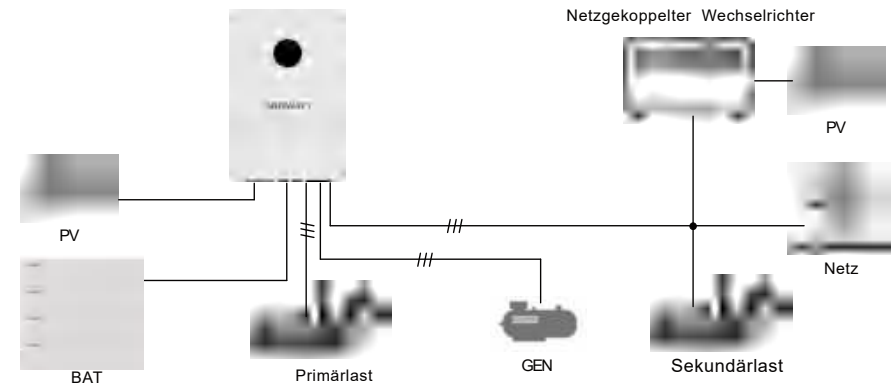 Netzgekoppelter Wechselrichter
PV
PV
Netz
BAT
Primärlast
GEN
Sekundärlast